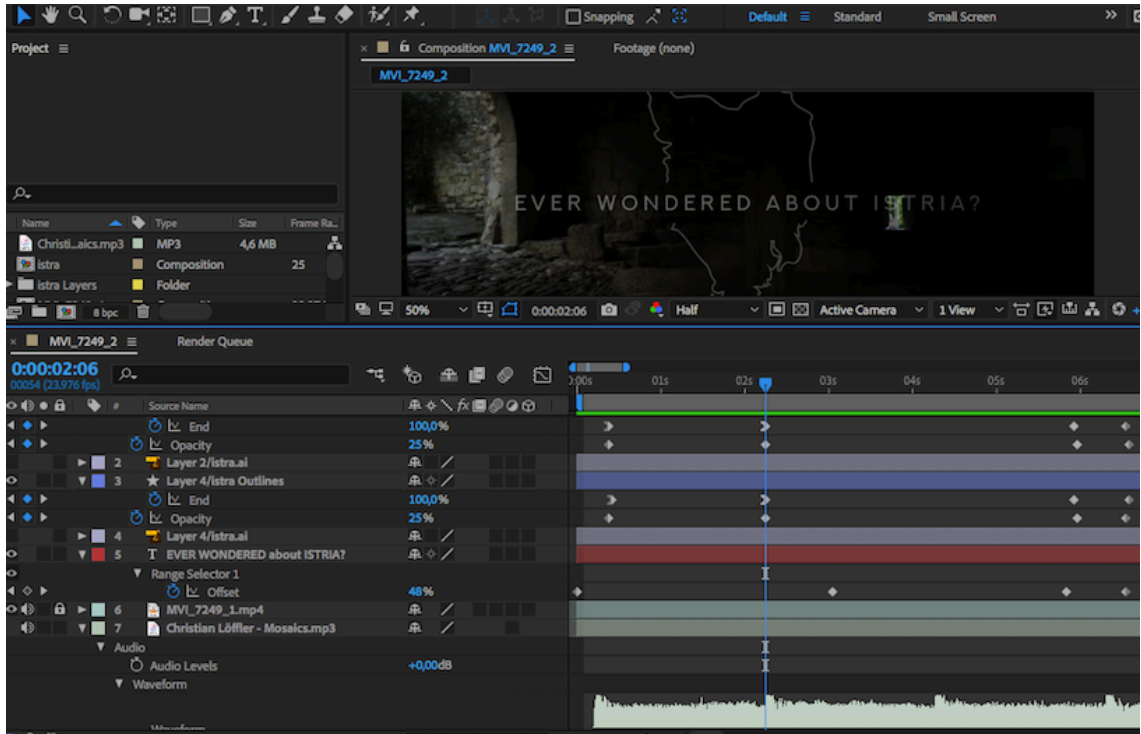 T Snapping Default Standard Small Screen »
Project Composition MVI_7249_2 Footage (none)
MVI_7249_2
EVER WONDERED ABOUT ISTRIA?
Name Type Size Frame Ra...
Christi...aics.mp3 MP3 4,6 MB
istra Composition 25
istra Layers Folder
8 bpc 50% 0:00:02:06 Half Active Camera 1 View
MVI_7249_2 Render Queue
0:00:02:06
00054 (23.976 fps)
0:00s 01s 02s 03s 04s 05s 06s
# Source Name fx
End 100,0%
Opacity 25%
2 Layer 2/istra.ai
3 Layer 4/istra Outlines
End 100,0%
Opacity 25%
4 Layer 4/istra.ai
5 T EVER WONDERED about ISTRIA?
Range Selector 1
Offset 48%
6 MVI_7249_1.mp4
7 Christian Löffler - Mosaics.mp3
Audio
Audio Levels +0,00dB
Waveform